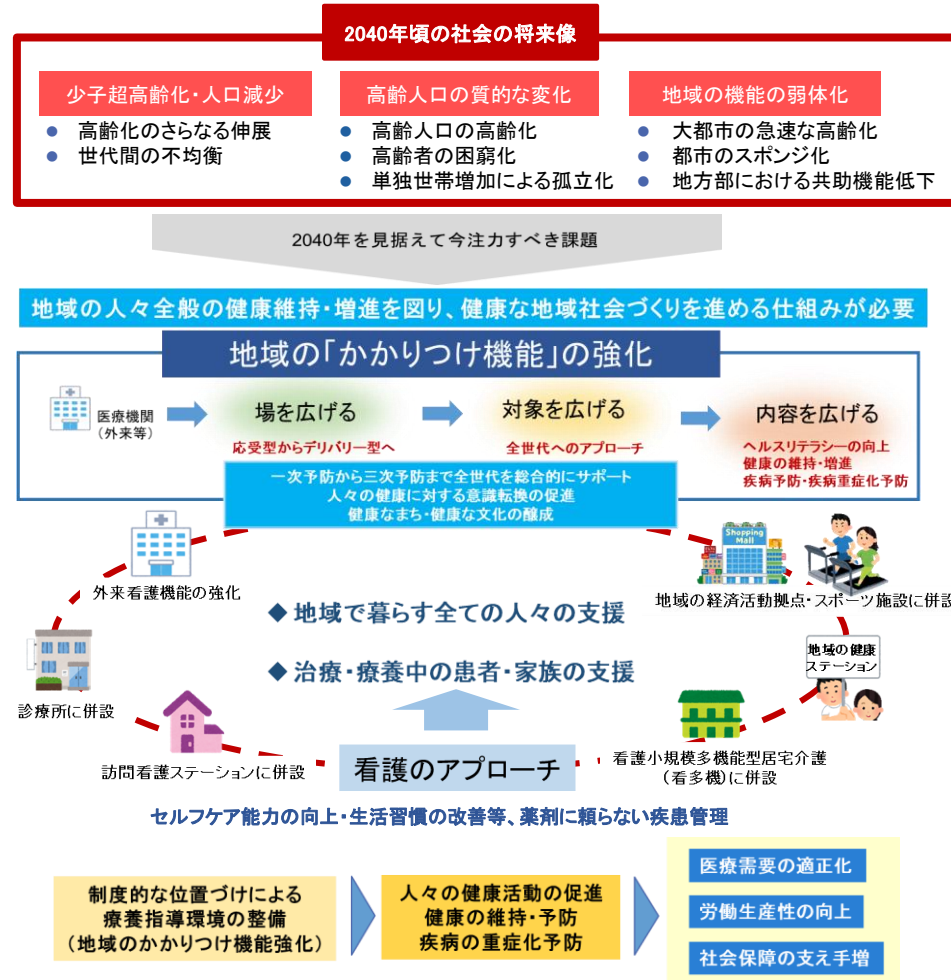 2040年頃の社会の将来像
少子超高齢化・人口減少
● 高齢化のさらなる伸展
● 世代間の不均衡
高齢人口の質的な変化
● 高齢人口の高齢化
● 高齢者の困窮化
● 単独世帯増加による孤立化
地域の機能の弱体化
● 大都市の急速な高齢化
● 都市のスポンジ化
● 地方部における共助機能低下
2040年を見据えて今注力すべき課題
地域の人々全般の健康維持・増進を図り、健康な地域社会づくりを進める仕組みが必要
地域の「かかりつけ機能」の強化
医療機関
(外来等)
場を広げる
応受型からデリバリー型へ
対象を広げる
全世代へのアプローチ
内容を広げる
ヘルスリテラシーの向上
健康の維持・増進
疾病予防・疾病重症化予防
一次予防から三次予防まで全世代を総合的にサポート
人々の健康に対する意識転換の促進
健康なまち・健康な文化の醸成
外来看護機能の強化
Shopping
Mall
地域の経済活動拠点・スポーツ施設に併設
◆ 地域で暮らす全ての人々の支援
◆ 治療・療養中の患者・家族の支援
地域の健康
ステーション
診療所に併設
訪問看護ステーションに併設
看護のアプローチ
看護小規模多機能型居宅介護
(看多機)に併設
セルフケア能力の向上・生活習慣の改善等、薬剤に頼らない疾患管理
制度的な位置づけによる
療養指導環境の整備
(地域のかかりつけ機能強化)
人々の健康活動の促進
健康の維持・予防
疾病の重症化予防
医療需要の適正化
労働生産性の向上
社会保障の支え手増